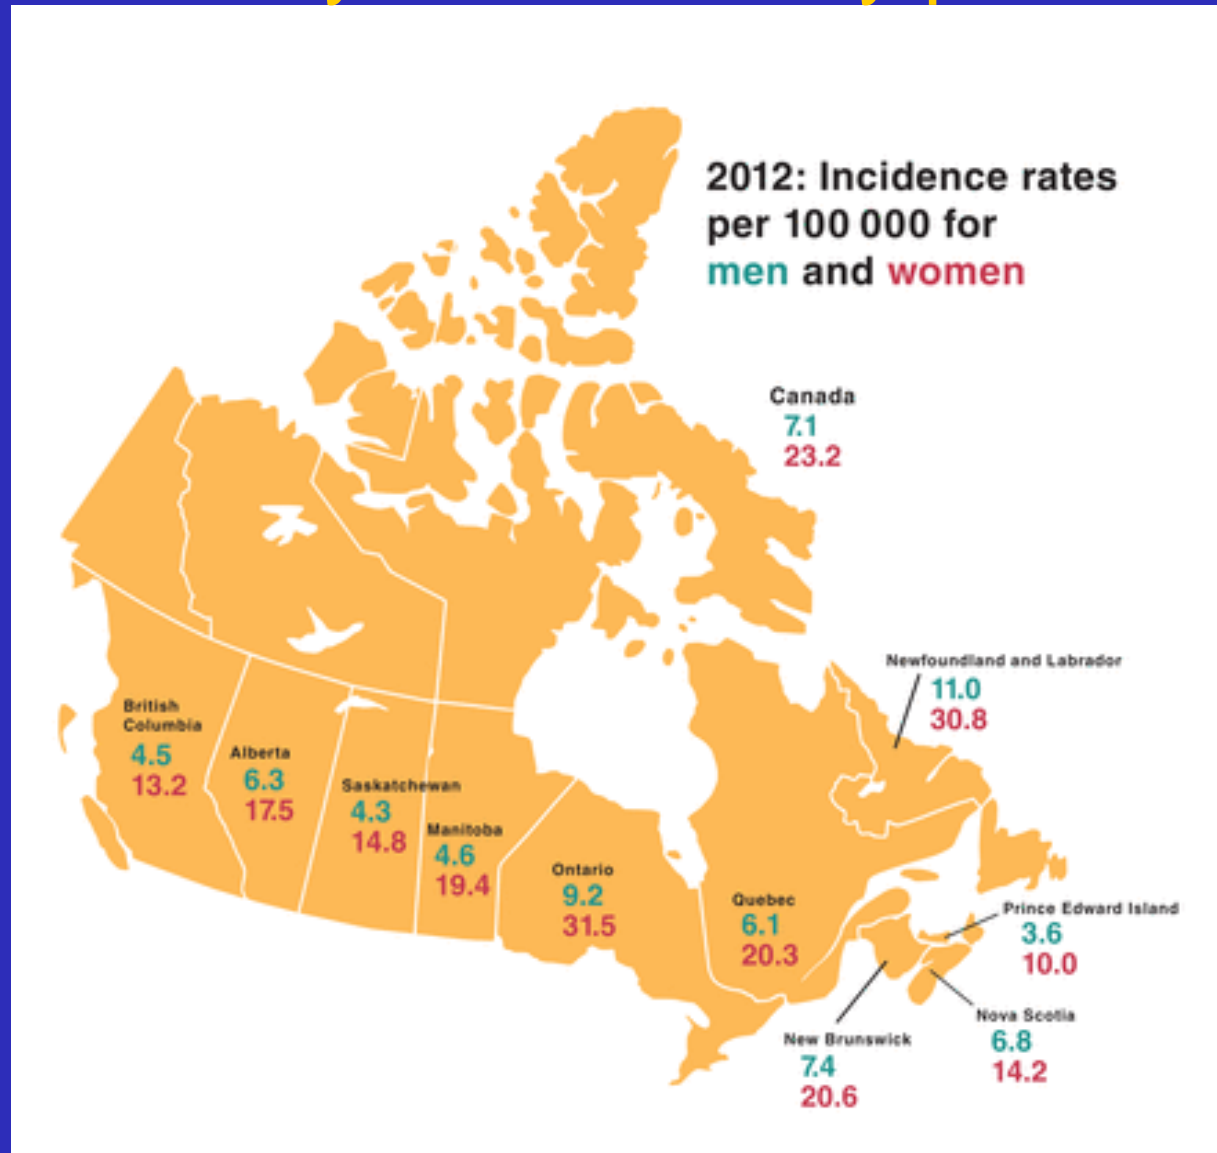 2012: Incidence rates
per 100 000 for
men and women
Canada
7.1
23.2
Newfoundland and Labrador
11.0
30.8
British
Columbia
4.5
13.2
Alberta
6.3
17.5
Saskatchewan
4.3
14.8
Manitoba
4.6
19.4
Ontario
9.2
31.5
Quebec
6.1
20.3
Prince Edward Island
3.6
10.0
Nova Scotia
6.8
14.2
New Brunswick
7.4
20.6